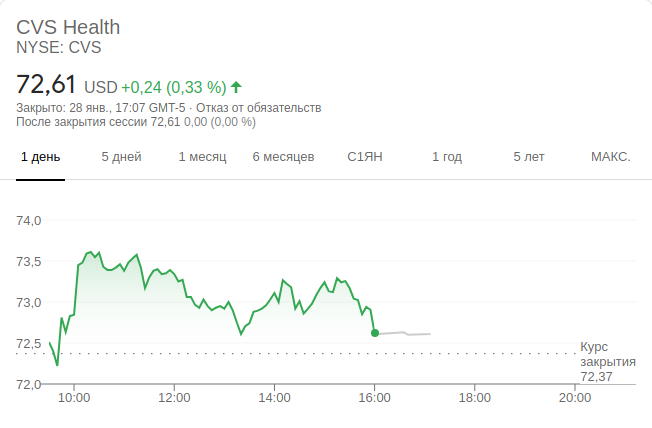 CVS Health
NYSE: CVS
72,61 USD +0,24 (0,33 %)
Закрыто: 28 янв., 17:07 GMT-5 · Отказ от обязательств
После закрытия сессии 72,61 0,00 (0,00 %)
1 день 5 дней 1 месяц 6 месяцев С1ЯН 1 год 5 лет МАКС.
74,0
73,5
73,0
72,5
72,0
Курс
закрытия
72,37
10:00 12:00 14:00 16:00 18:00 20:00